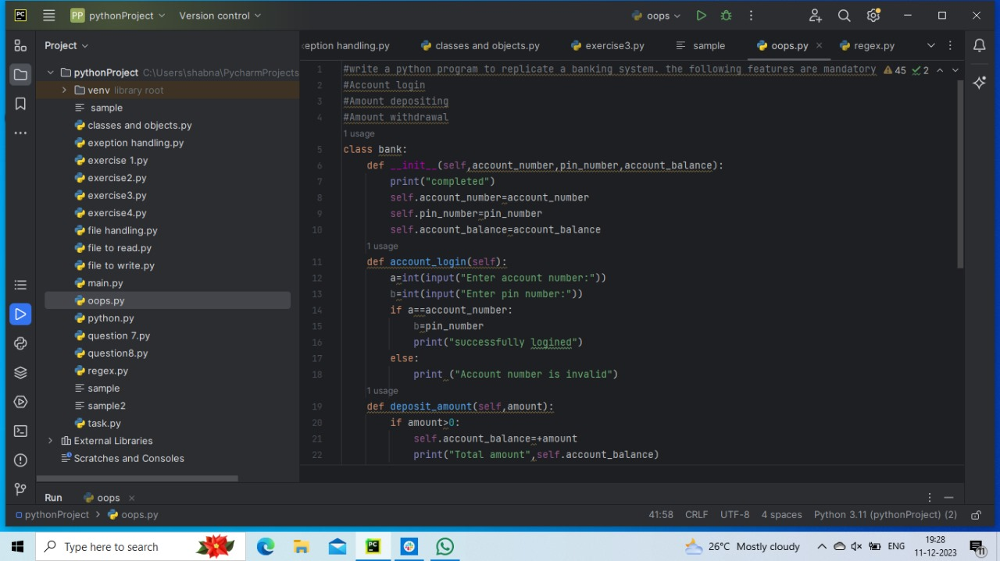 PC PP pythonProject Version control oops
Project
pythonProject C:\Users\shabna\PycharmProjects
venv library root
sample
classes and objects.py
exeption handling.py
exercise 1.py
exercise2.py
exercise3.py
exercise4.py
file handling.py
file to read.py
file to write.py
main.py
oops.py
python.py
question 7.py
question8.py
regex.py
sample
sample2
task.py
External Libraries
Scratches and Consoles
eption handling.py classes and objects.py exercise3.py sample oops.py regex.py
1 #write a python program to replicate a banking system. the following features are mandatory 45 2
2 #Account login
3 #Amount depositing
4 #Amount withdrawal
1 usage
5 class bank:
6 def __init__(self,account_number,pin_number,account_balance):
7 print("completed")
8 self.account_number=account_number
9 self.pin_number=pin_number
10 self.account_balance=account_balance
1 usage
11 def account_login(self):
12 a=int(input("Enter account number:"))
13 b=int(input("Enter pin number:"))
14 if a==account_number:
15 b=pin_number
16 print("successfully logined")
17 else:
18 print ("Account number is invalid")
1 usage
19 def deposit_amount(self,amount):
20 if amount>0:
21 self.account_balance=+amount
22 print("Total amount",self.account_balance)
Run oops
pythonProject > oops.py 41:58 CRLF UTF-8 4 spaces Python 3.11 (pythonProject) (2)
Type here to search PC 26°C Mostly cloudy ENG 19:28
11-12-2023 11